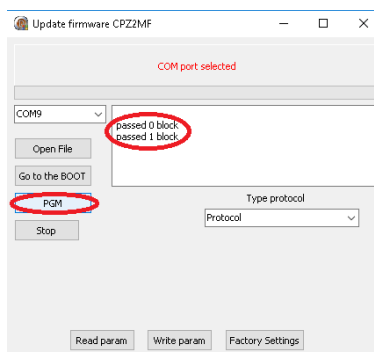 Update firmware CPZ2MF
COM port selected
COM9
passed 0 block
passed 1 block
Open File
Go to the BOOT
PGM
Type protocol
Protocol
Stop
Read param Write param Factory Settings